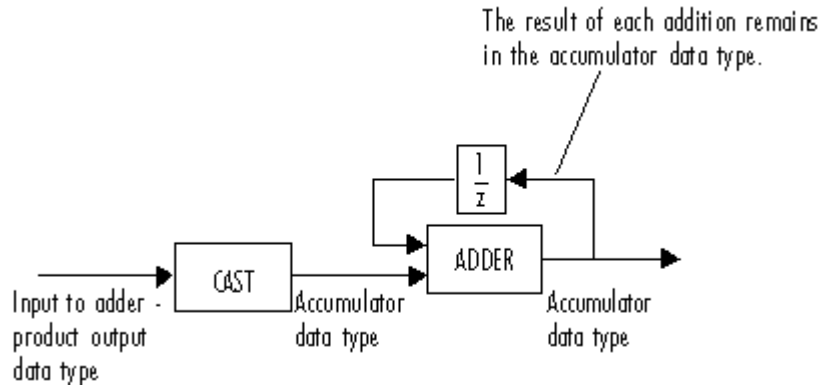 The result of each addition remains
in the accumulator data type.
1
z
ADDER
CAST
Input to adder -
product output
data type
Accumulator
data type
Accumulator
data type